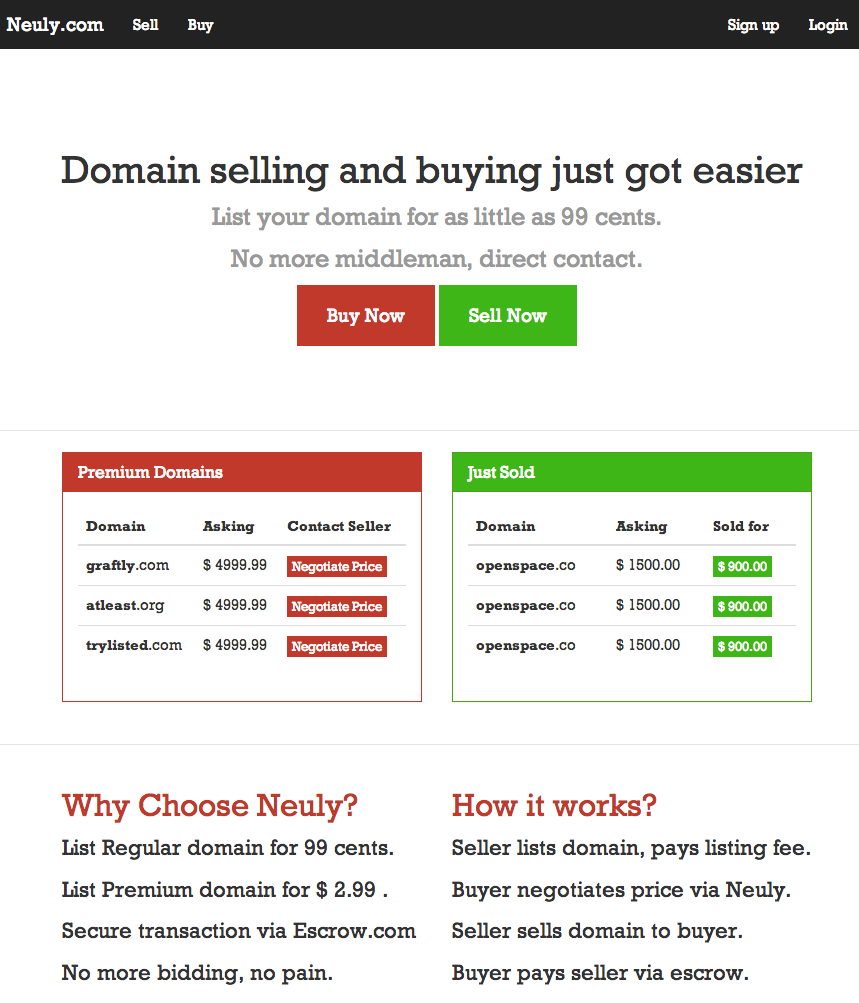 Neuly.com Sell Buy Sign up Login
Domain selling and buying just got easier
List your domain for as little as 99 cents.
No more middleman, direct contact.
Buy Now Sell Now
Premium Domains
Domain Asking Contact Seller
graftly.com $ 4999.99 Negotiate Price
atleast.org $ 4999.99 Negotiate Price
trylisted.com $ 4999.99 Negotiate Price
Just Sold
Domain Asking Sold for
openspace.co $ 1500.00 $ 900.00
openspace.co $ 1500.00 $ 900.00
openspace.co $ 1500.00 $ 900.00
Why Choose Neuly?
List Regular domain for 99 cents.
List Premium domain for $ 2.99 .
Secure transaction via Escrow.com
No more bidding, no pain.
How it works?
Seller lists domain, pays listing fee.
Buyer negotiates price via Neuly.
Seller sells domain to buyer.
Buyer pays seller via escrow.